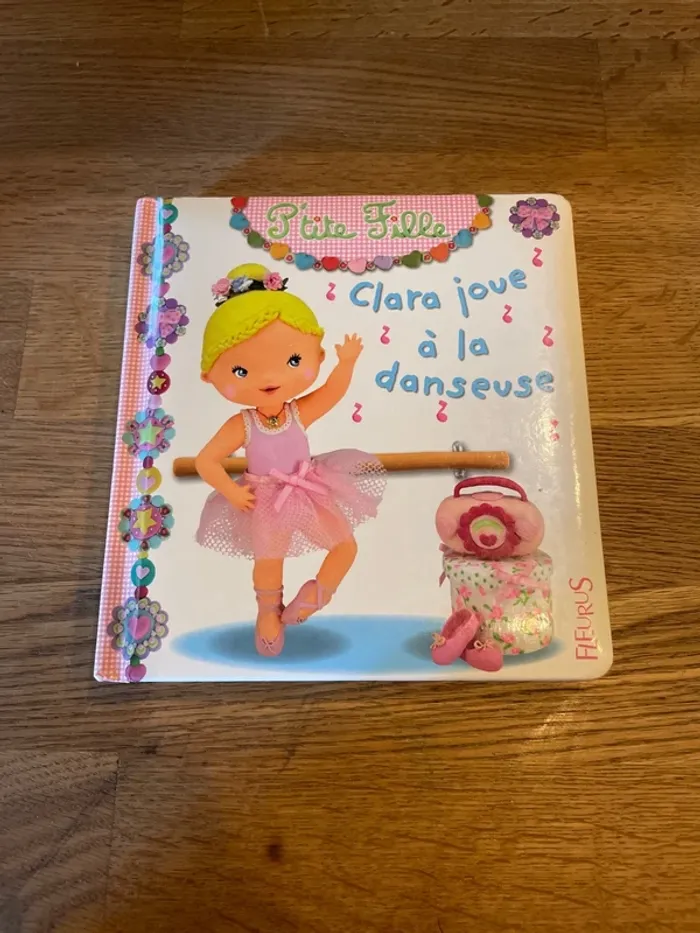 P'tite Fille
Clara joue
à la
danseuse
FLEURUS